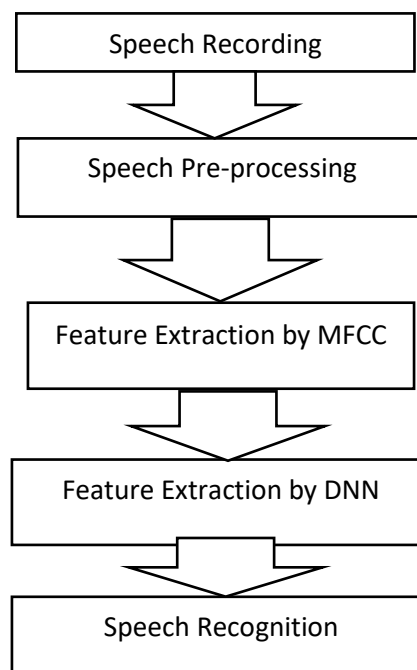 Speech Recording
Speech Pre-processing
Feature Extraction by MFCC
Feature Extraction by DNN
Speech Recognition